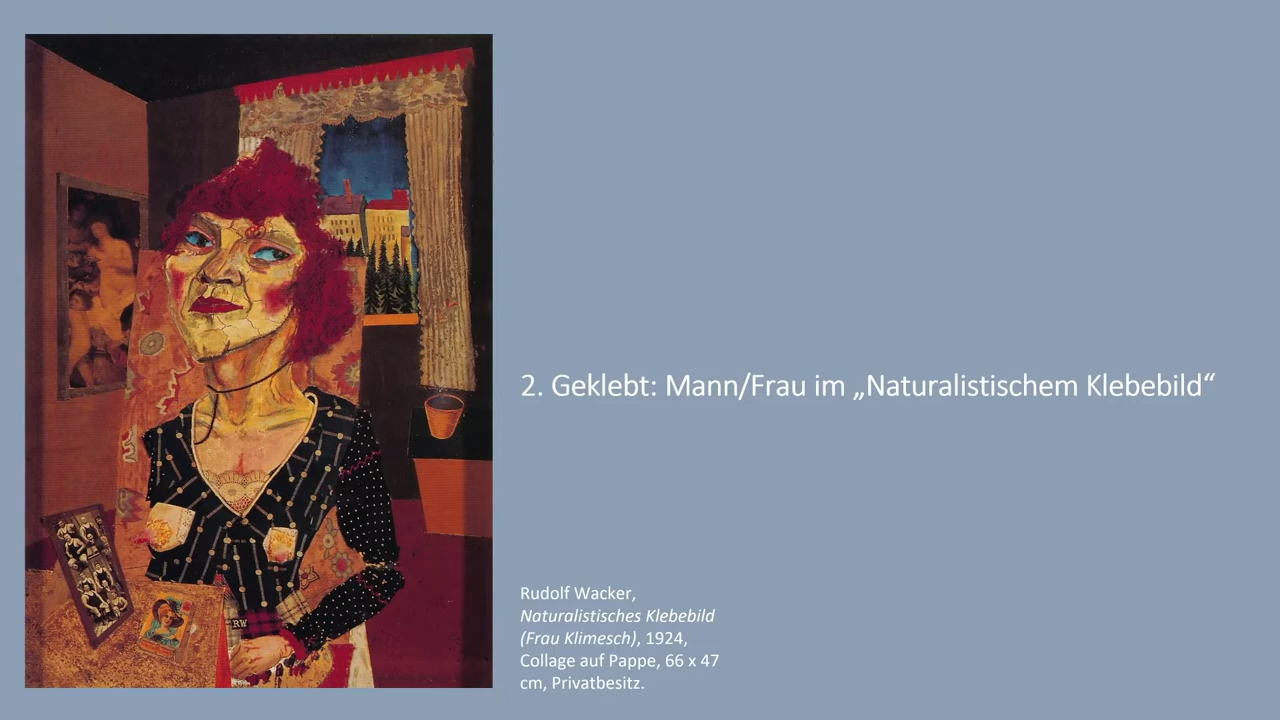 2. Geklebt: Mann/Frau im „Naturalistischem Klebebild“
Rudolf Wacker,
Naturalistisches Klebebild
(Frau Klimesch), 1924,
Collage auf Pappe, 66 x 47
cm, Privatbesitz.
RW